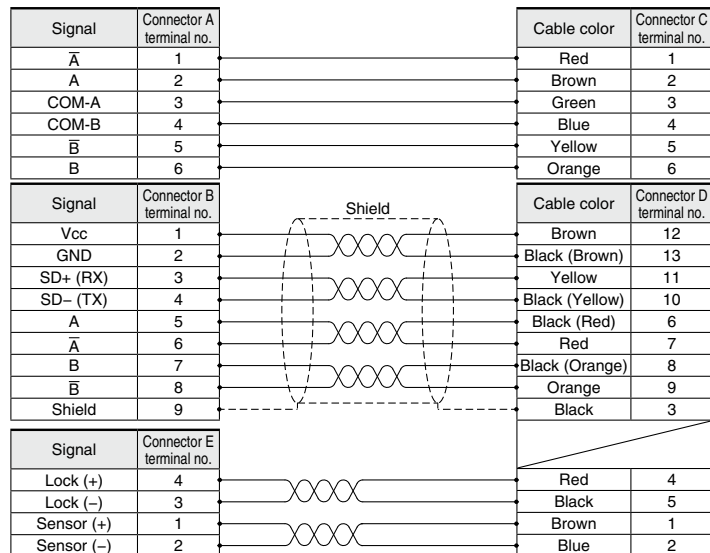 Signal Connector A terminal no. Cable color Connector C terminal no.
A̅ 1 Red 1
A 2 Brown 2
COM-A 3 Green 3
COM-B 4 Blue 4
B̅ 5 Yellow 5
B 6 Orange 6
Signal Connector B terminal no. Shield Cable color Connector D terminal no.
Vcc 1 Brown 12
GND 2 Black (Brown) 13
SD+ (RX) 3 Yellow 11
SD− (TX) 4 Black (Yellow) 10
A 5 Black (Red) 6
A̅ 6 Red 7
B 7 Black (Orange) 8
B̅ 8 Orange 9
Shield 9 Black 3
Signal Connector E terminal no.
Lock (+) 4 Red 4
Lock (−) 3 Black 5
Sensor (+) 1 Brown 1
Sensor (−) 2 Blue 2